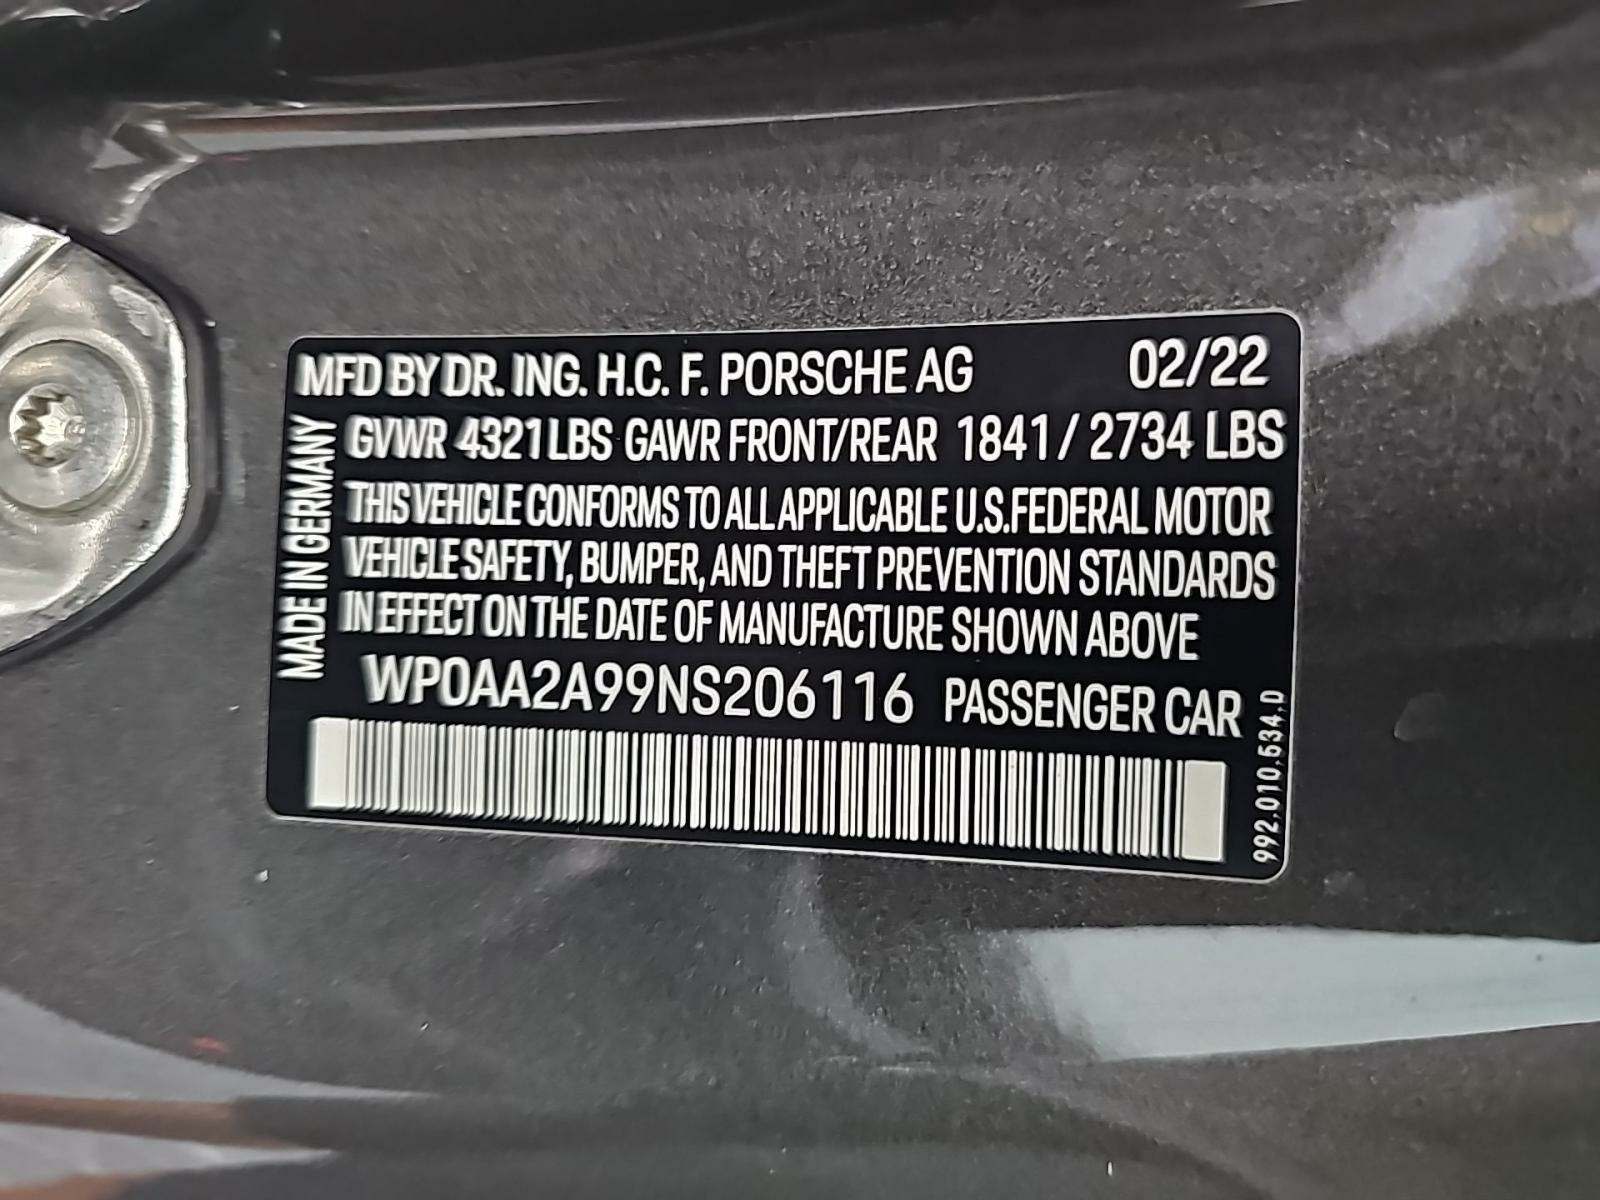 MFD BY DR. ING. H.C. F. PORSCHE AG 02/22
GVWR 4321 LBS GAWR FRONT/REAR 1841 / 2734 LBS
THIS VEHICLE CONFORMS TO ALL APPLICABLE U.S.FEDERAL MOTOR
VEHICLE SAFETY, BUMPER, AND THEFT PREVENTION STANDARDS
IN EFFECT ON THE DATE OF MANUFACTURE SHOWN ABOVE
WP0AA2A99NS206116 PASSENGER CAR
MADE IN GERMANY
992.010.534.D